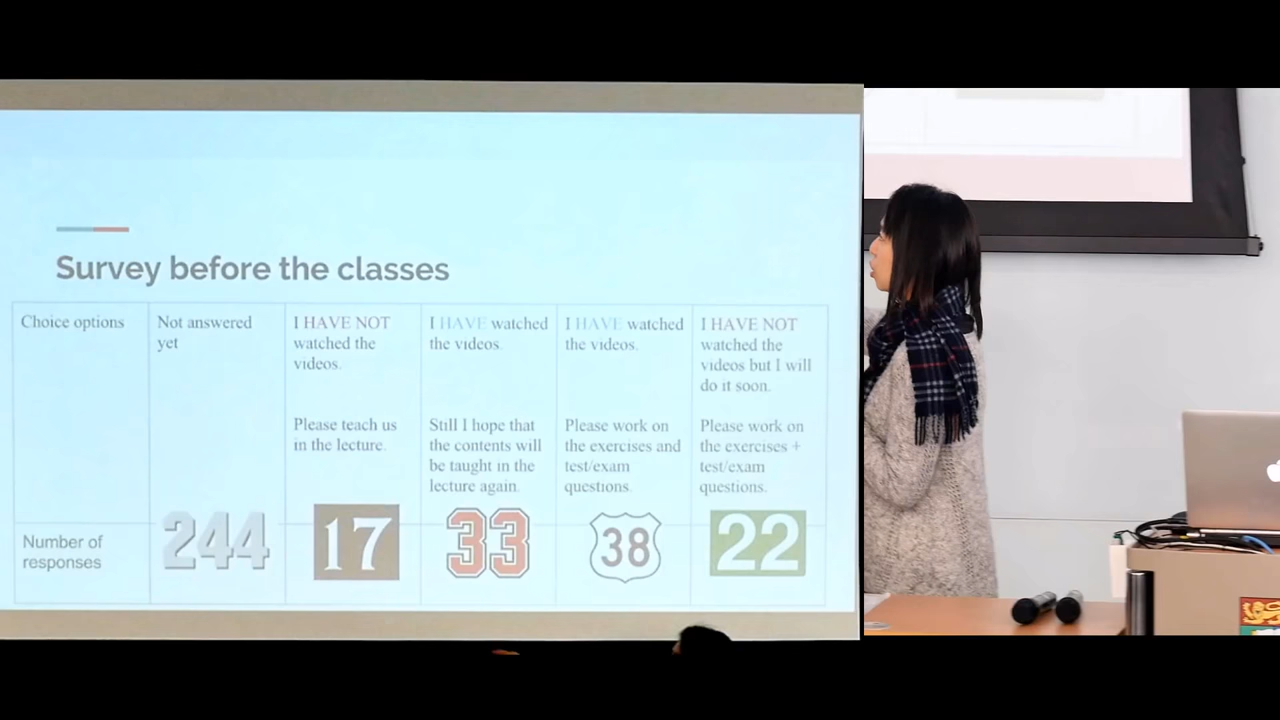 Survey before the classes
Choice options
Not answered
yet
I HAVE NOT
watched the
videos.
Please teach us
in the lecture.
I HAVE watched
the videos.
Still I hope that
the contents will
be taught in the
lecture again.
I HAVE watched
the videos.
Please work on
the exercises and
test/exam
questions.
I HAVE NOT
watched the
videos but I will
do it soon.
Please work on
the exercises +
test/exam
questions.
Number of
responses
244
17
33
38
22